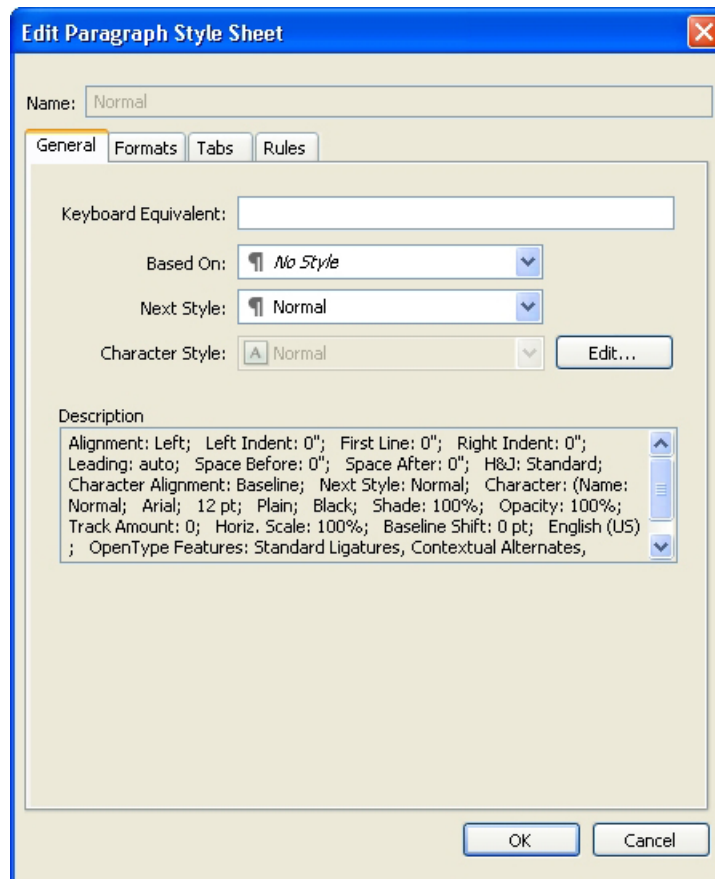 Edit Paragraph Style Sheet
Name: Normal
General Formats Tabs Rules
Keyboard Equivalent:
Based On: ¶ No Style
Next Style: ¶ Normal
Character Style: A Normal Edit...
Description
Alignment: Left; Left Indent: 0"; First Line: 0"; Right Indent: 0";
Leading: auto; Space Before: 0"; Space After: 0"; H&J: Standard;
Character Alignment: Baseline; Next Style: Normal; Character: (Name:
Normal; Arial; 12 pt; Plain; Black; Shade: 100%; Opacity: 100%;
Track Amount: 0; Horiz. Scale: 100%; Baseline Shift: 0 pt; English (US)
; OpenType Features: Standard Ligatures, Contextual Alternates,
OK Cancel